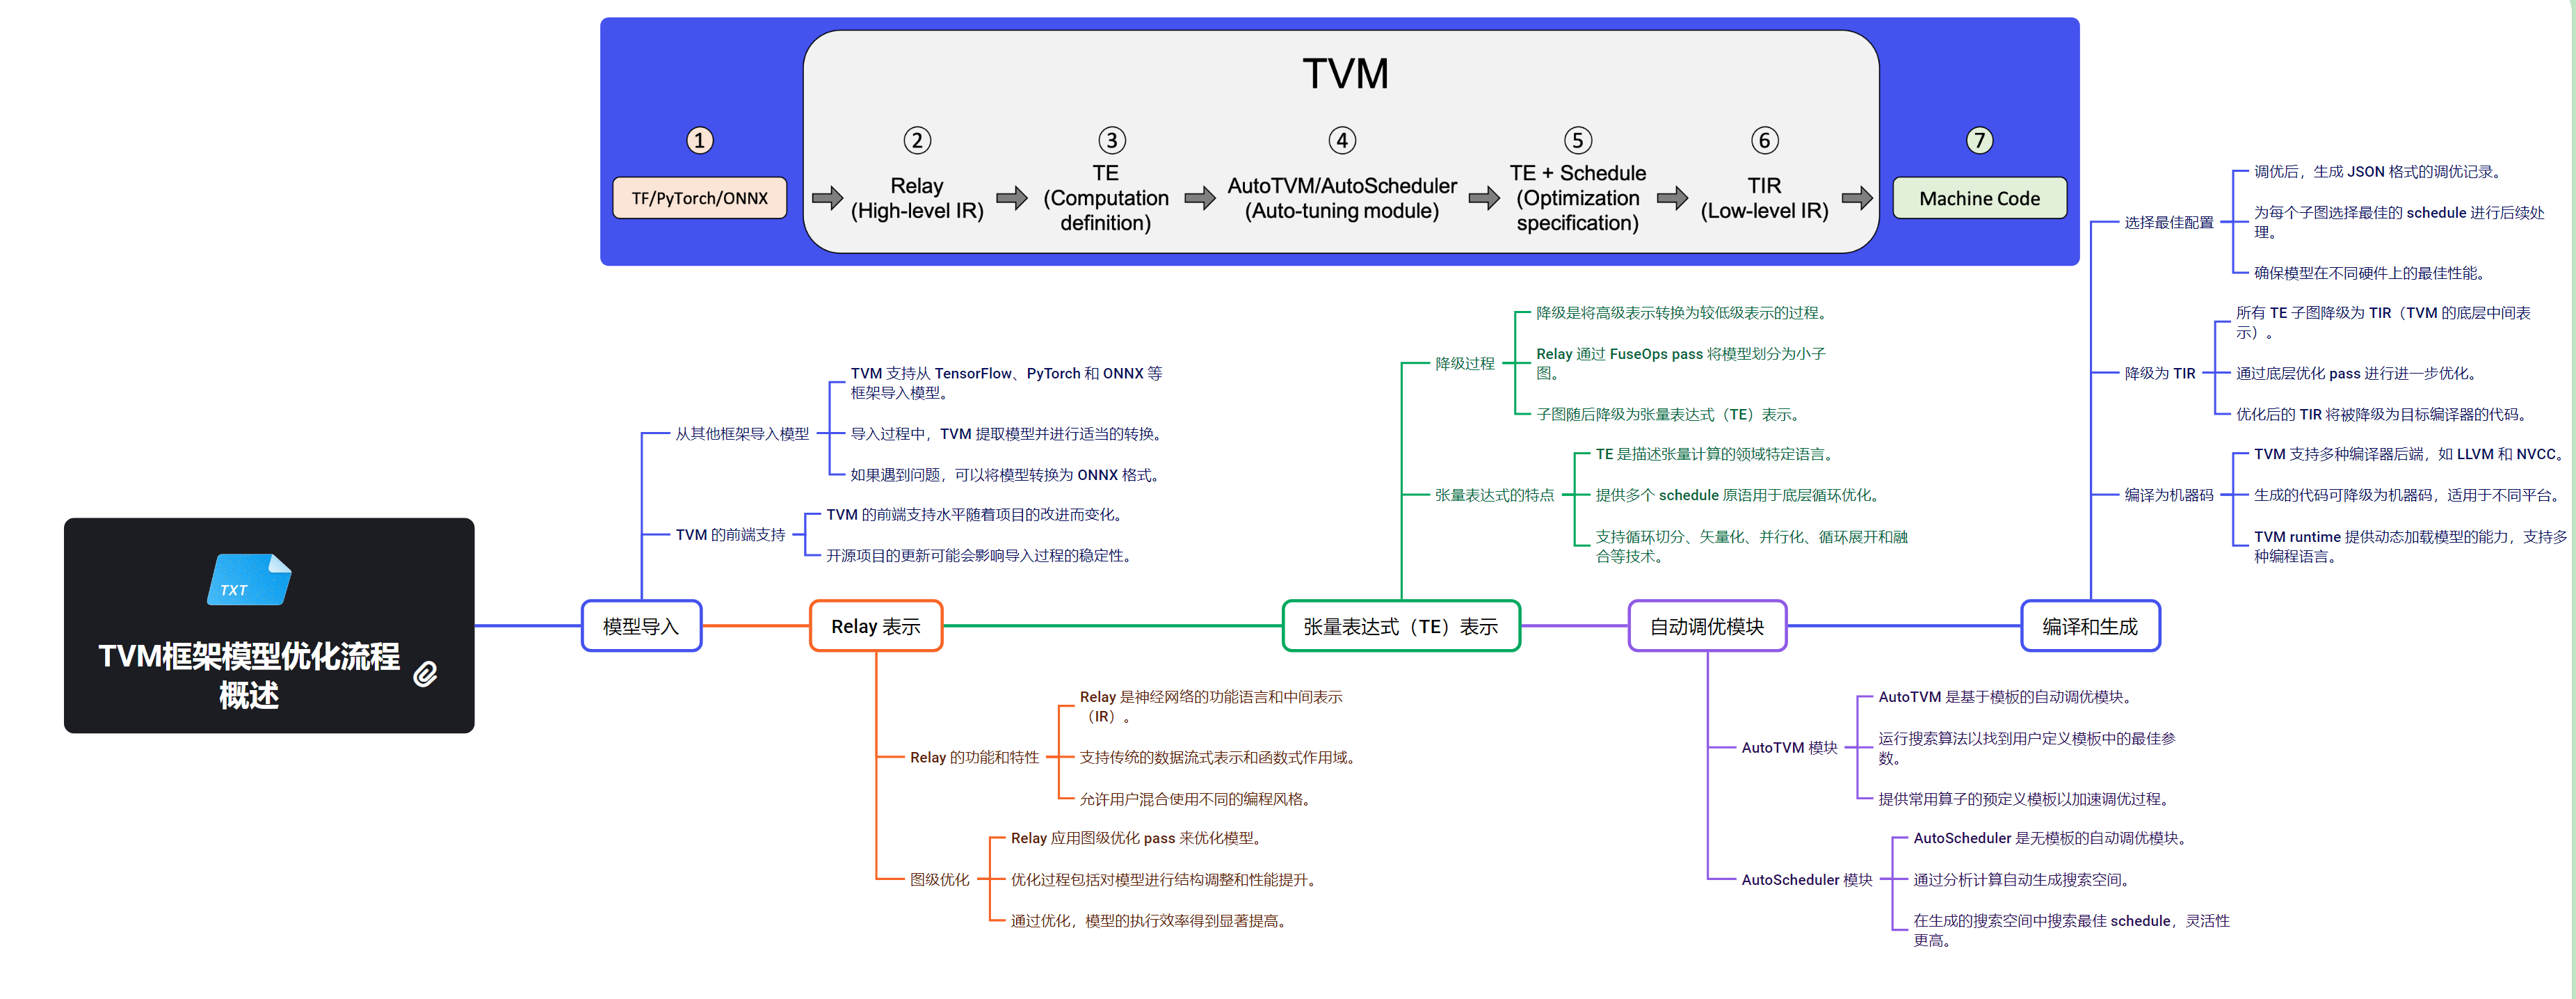 TVM
①
②
③
④
⑤
⑥
⑦
TF/PyTorch/ONNX
Relay
(High-level IR)
TE
(Computation
definition)
AutoTVM/AutoScheduler
(Auto-tuning module)
TE + Schedule
(Optimization
specification)
TIR
(Low-level IR)
Machine Code
TXT
TVM框架模型优化流程
概述
模型导入
从其他框架导入模型
TVM 支持从 TensorFlow、PyTorch 和 ONNX 等
框架导入模型。
导入过程中，TVM 提取模型并进行适当的转换。
如果遇到问题，可以将模型转换为 ONNX 格式。
TVM 的前端支持
TVM 的前端支持水平随着项目的改进而变化。
开源项目的更新可能会影响导入过程的稳定性。
Relay 表示
Relay 的功能和特性
Relay 是神经网络的功能语言和中间表示
（IR）。
支持传统的数据流式表示和函数式作用域。
允许用户混合使用不同的编程风格。
图级优化
Relay 应用图级优化 pass 来优化模型。
优化过程包括对模型进行结构调整和性能提升。
通过优化，模型的执行效率得到显著提高。
张量表达式（TE）表示
降级过程
降级是将高级表示转换为较低级表示的过程。
Relay 通过 FuseOps pass 将模型划分为小子
图。
子图随后降级为张量表达式（TE）表示。
张量表达式的特点
TE 是描述张量计算的领域特定语言。
提供多个 schedule 原语用于底层循环优化。
支持循环切分、矢量化、并行化、循环展开和融
合等技术。
自动调优模块
AutoTVM 模块
AutoTVM 是基于模板的自动调优模块。
运行搜索算法以找到用户定义模板中的最佳参
数。
提供常用算子的预定义模板以加速调优过程。
AutoScheduler 模块
AutoScheduler 是无模板的自动调优模块。
通过分析计算自动生成搜索空间。
在生成的搜索空间中搜索最佳 schedule，灵活性
更高。
编译和生成
选择最佳配置
调优后，生成 JSON 格式的调优记录。
为每个子图选择最佳的 schedule 进行后续处
理。
确保模型在不同硬件上的最佳性能。
降级为 TIR
所有 TE 子图降级为 TIR（TVM 的底层中间表
示）。
通过底层优化 pass 进行进一步优化。
优化后的 TIR 将被降级为目标编译器的代码。
编译为机器码
TVM 支持多种编译器后端，如 LLVM 和 NVCC。
生成的代码可降级为机器码，适用于不同平台。
TVM runtime 提供动态加载模型的能力，支持多
种编程语言。